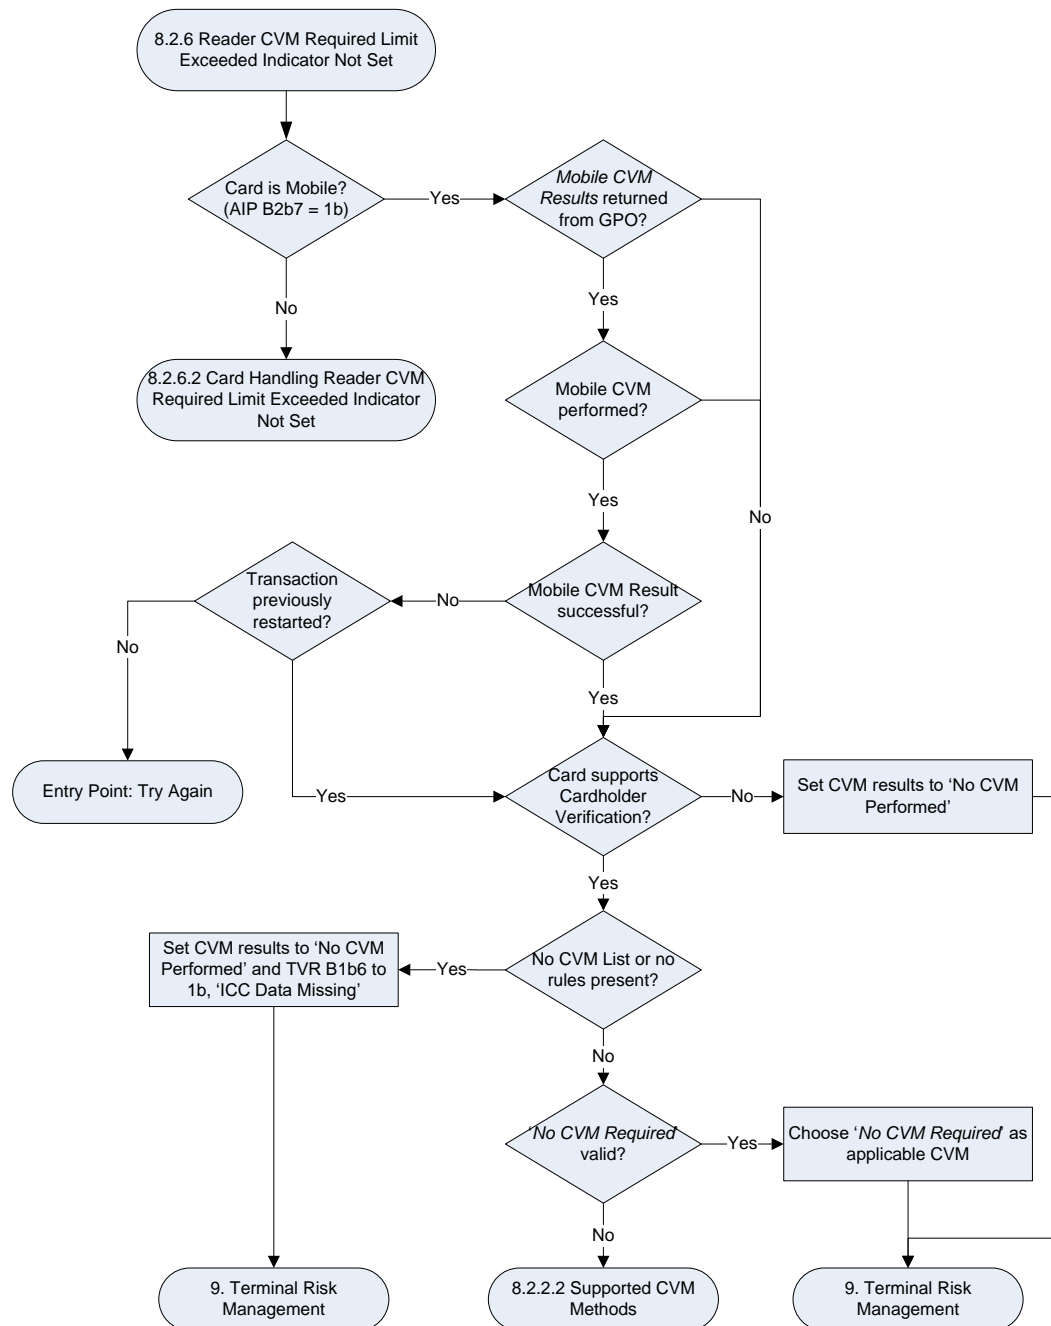 8.2.6 Reader CVM Required Limit
Exceeded Indicator Not Set
Card is Mobile?
(AIP B2b7 = 1b)
Yes
Mobile CVM
Results returned
from GPO?
No
Yes
8.2.6.2 Card Handling Reader CVM
Required Limit Exceeded Indicator
Not Set
Mobile CVM
performed?
Yes
No
Transaction
previously
restarted?
No
Mobile CVM Result
successful?
No
Yes
Entry Point: Try Again
Yes
Card supports
Cardholder
Verification?
No
Set CVM results to ‘No CVM
Performed’
Yes
Set CVM results to ‘No CVM
Performed’ and TVR B1b6 to
1b, ‘ICC Data Missing’
Yes
No CVM List or no
rules present?
No
‘No CVM Required’
valid?
Yes
Choose ‘No CVM Required’ as
applicable CVM
No
9. Terminal Risk
Management
8.2.2.2 Supported CVM
Methods
9. Terminal Risk
Management